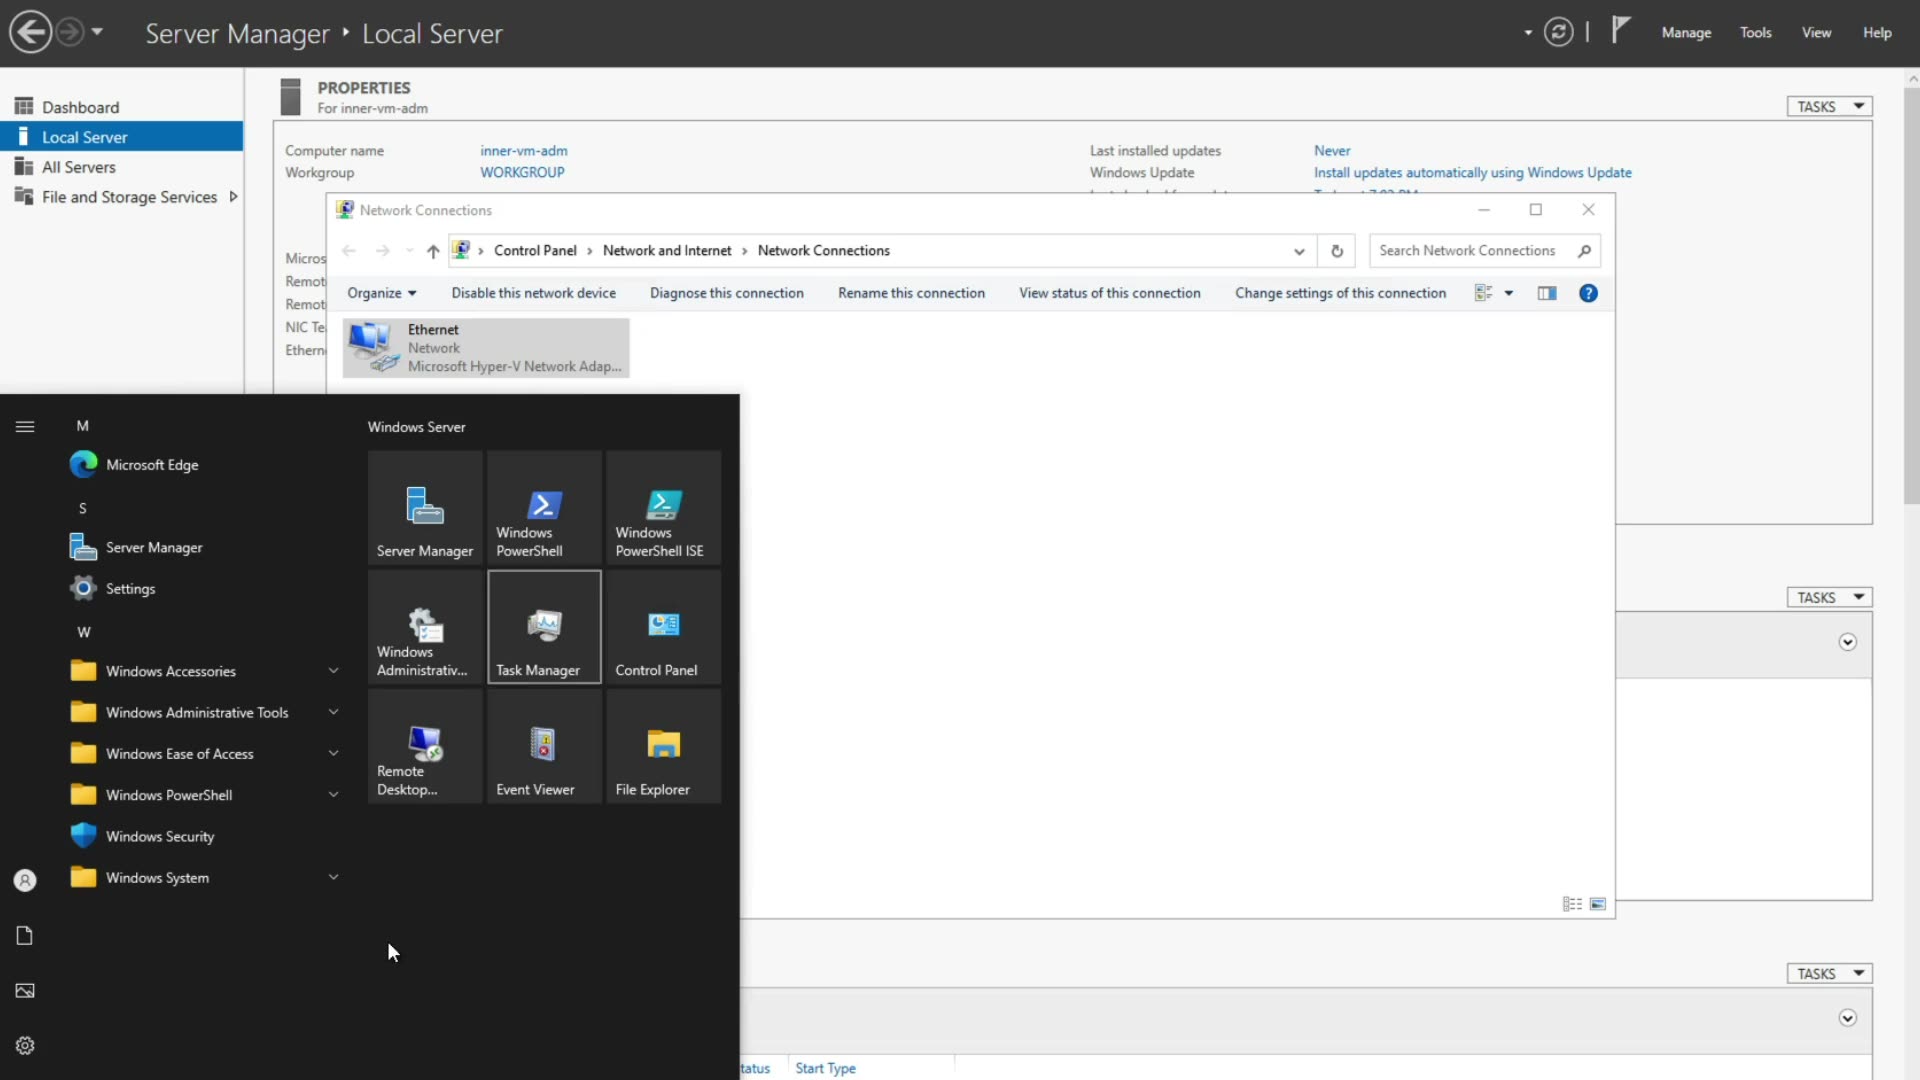 Server Manager ‣ Local Server
Manage
Tools
View
Help
Dashboard
Local Server
All Servers
File and Storage Services
PROPERTIES
For inner-vm-adm
TASKS
Computer name
inner-vm-adm
Workgroup
WORKGROUP
Last installed updates
Never
Windows Update
Install updates automatically using Windows Update
Micros
Remot
Remot
NIC Te
Ethern
Network Connections
Control Panel › Network and Internet › Network Connections
Search Network Connections
Organize
Disable this network device
Diagnose this connection
Rename this connection
View status of this connection
Change settings of this connection
Ethernet
Network
Microsoft Hyper-V Network Adap...
M
Microsoft Edge
S
Server Manager
Settings
W
Windows Accessories
Windows Administrative Tools
Windows Ease of Access
Windows PowerShell
Windows Security
Windows System
Windows Server
Server Manager
Windows
PowerShell
Windows
PowerShell ISE
Windows
Administrativ...
Task Manager
Control Panel
Remote
Desktop...
Event Viewer
File Explorer
TASKS
TASKS
tatus
Start Type